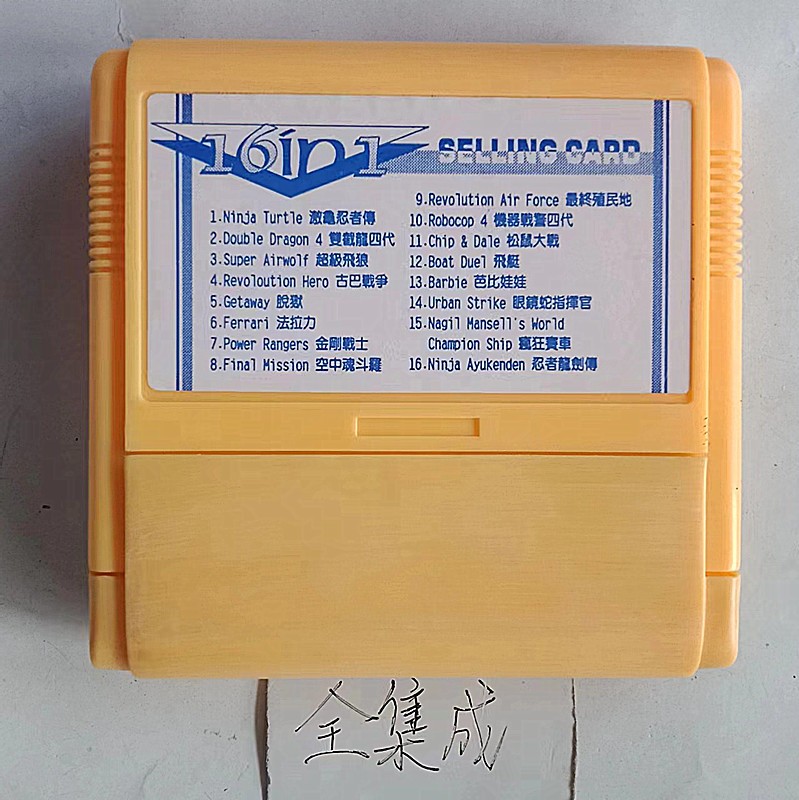 16in1
SELLING CARD
1.Ninja Turtle 激龜忍者傳
2.Double Dragon 4 雙截龍四代
3.Super Airwolf 超級飛狼
4.Revoloution Hero 古巴戰爭
5.Getaway 脫獄
6.Ferrari 法拉力
7.Power Rangers 金剛戰士
8.Final Mission 空中魂斗羅
9.Revolution Air Force 最終殖民地
10.Robocop 4 機器戰警四代
11.Chip & Dale 松鼠大戰
12.Boat Duel 飛艇
13.Barbie 芭比娃娃
14.Urban Strike 眼鏡蛇指揮官
15.Nagil Mansell's World
Champion Ship 瘋狂賽車
16.Ninja Ayukenden 忍者龍劍傳
全集成